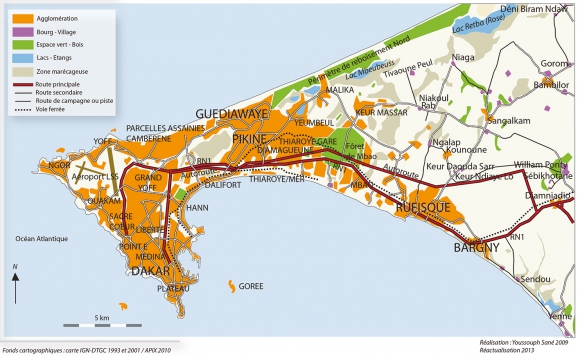 Agglomération
Bourg - Village
Espace vert - Bois
Lacs - Etangs
Zone marécageuse
Route principale
Route secondaire
Route de campagne ou piste
Voie ferrée
Déni Biram Ndaw
Lac Retba (Rose)
Périmètre de reboisement Nord
Lac Mbeubeuss
Tivaoune Peul
Niaga
Gorom
Bambilor
MALIKA
Niakoul
Rab
KEUR MASSAR
Sangalkam
GUEDIAWAYE
YEUMBEUL
PARCELLES ASSAINIES
CAMBERENE
PIKINE
THIAROYE-GARE
DIAMAGUEUNE
Forêt
de Mbao
Ngalap
Kounoune
YOFF
NGOR
Aéroport LSS
GRAND
YOFF
RN1
Autoroute
DALIFORT
THIAROYE/MER
RN1
MBAO
Autoroute
Keur Daouda Sarr
Keur Ndiaye Lo
William Ponty
Sébikhotane
Diamniadio
OUAKAM
HANN
RUFISQUE
SACRE
COEUR
LIBERTE
POINT E
MEDINA
BARGNY
RN1
Océan Atlantique
DAKAR
PLATEAU
GOREE
Sendou
Yenne
N
5 km
Fonds cartographiques : carte IGN-DTGC 1993 et 2001 / APIX 2010
Réalisation : Youssouph Sané 2009
Réactualisation 2013